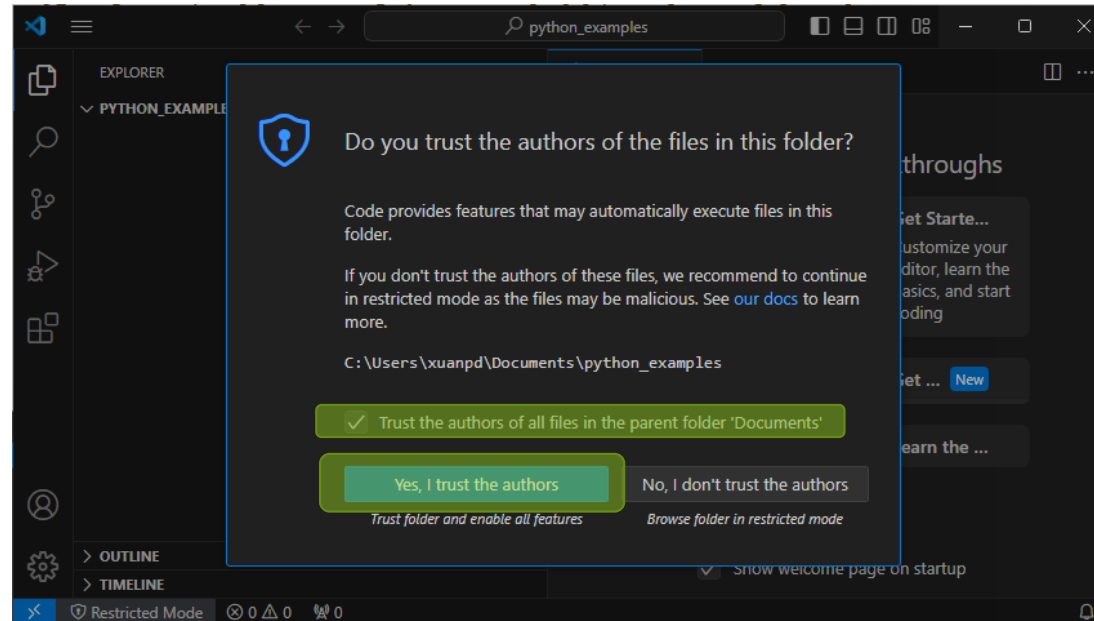 python_examples
EXPLORER
PYTHON_EXAMPLE
Do you trust the authors of the files in this folder?
Code provides features that may automatically execute files in this
folder.
If you don't trust the authors of these files, we recommend to continue
in restricted mode as the files may be malicious. See our docs to learn
more.
C:\Users\xuanpd\Documents\python_examples
Trust the authors of all files in the parent folder 'Documents'
Yes, I trust the authors
No, I don't trust the authors
Trust folder and enable all features
Browse folder in restricted mode
throughs
Get Starte...
ustomize your
ditor, learn the
asics, and start
oding
Get ... New
earn the ...
Show welcome page on startup
OUTLINE
TIMELINE
Restricted Mode 0 0 0